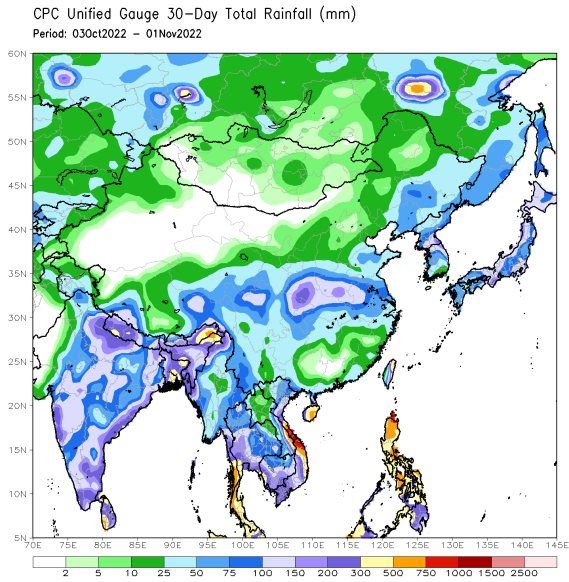 CPC Unified Gauge 30-Day Total Rainfall (mm)
Period: 03Oct2022 - 01Nov2022
60N
55N
50N
45N
40N
35N
30N
25N
20N
15N
10N
5N
70E 75E 80E 85E 90E 95E 100E 105E 110E 115E 120E 125E 130E 135E 140E 145E
2 5 10 25 50 75 100 150 200 300 500 750 1000 1500 2500